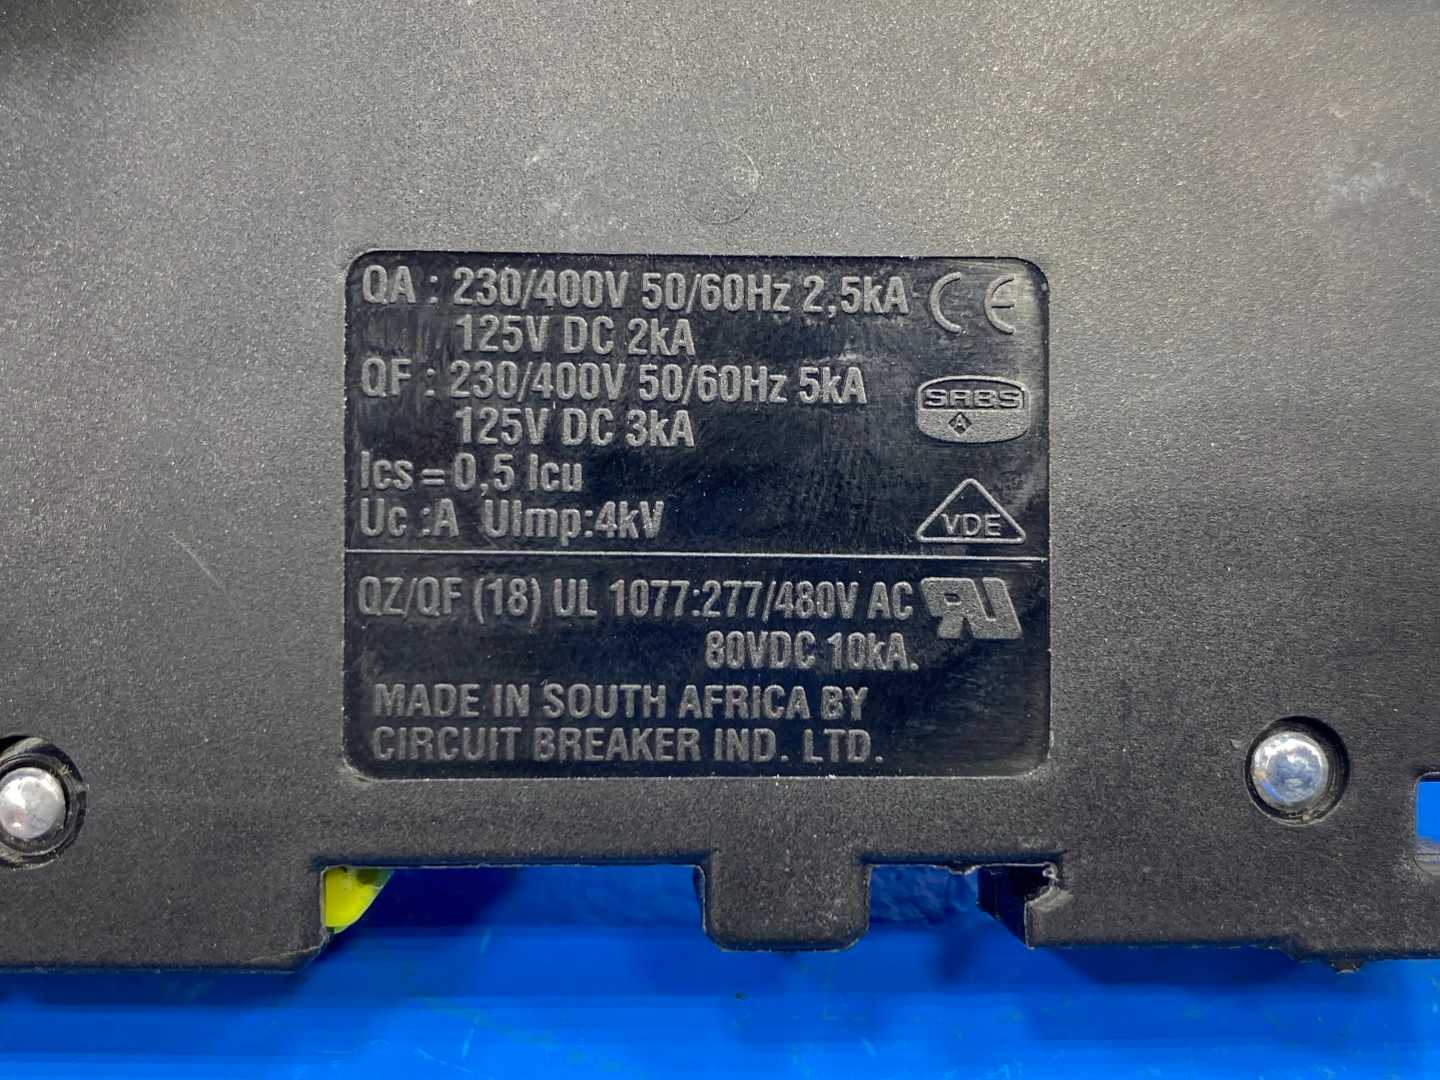 QA : 230/400V 50/60Hz 2,5kA CE
125V DC 2kA
QF : 230/400V 50/60Hz 5kA
125V DC 3kA
SABS
A
Ics = 0,5 Icu
Uc :A UImp:4kV
VDE
QZ/QF (18) UL 1077:277/480V AC RU
80VDC 10kA.
MADE IN SOUTH AFRICA BY
CIRCUIT BREAKER IND. LTD.